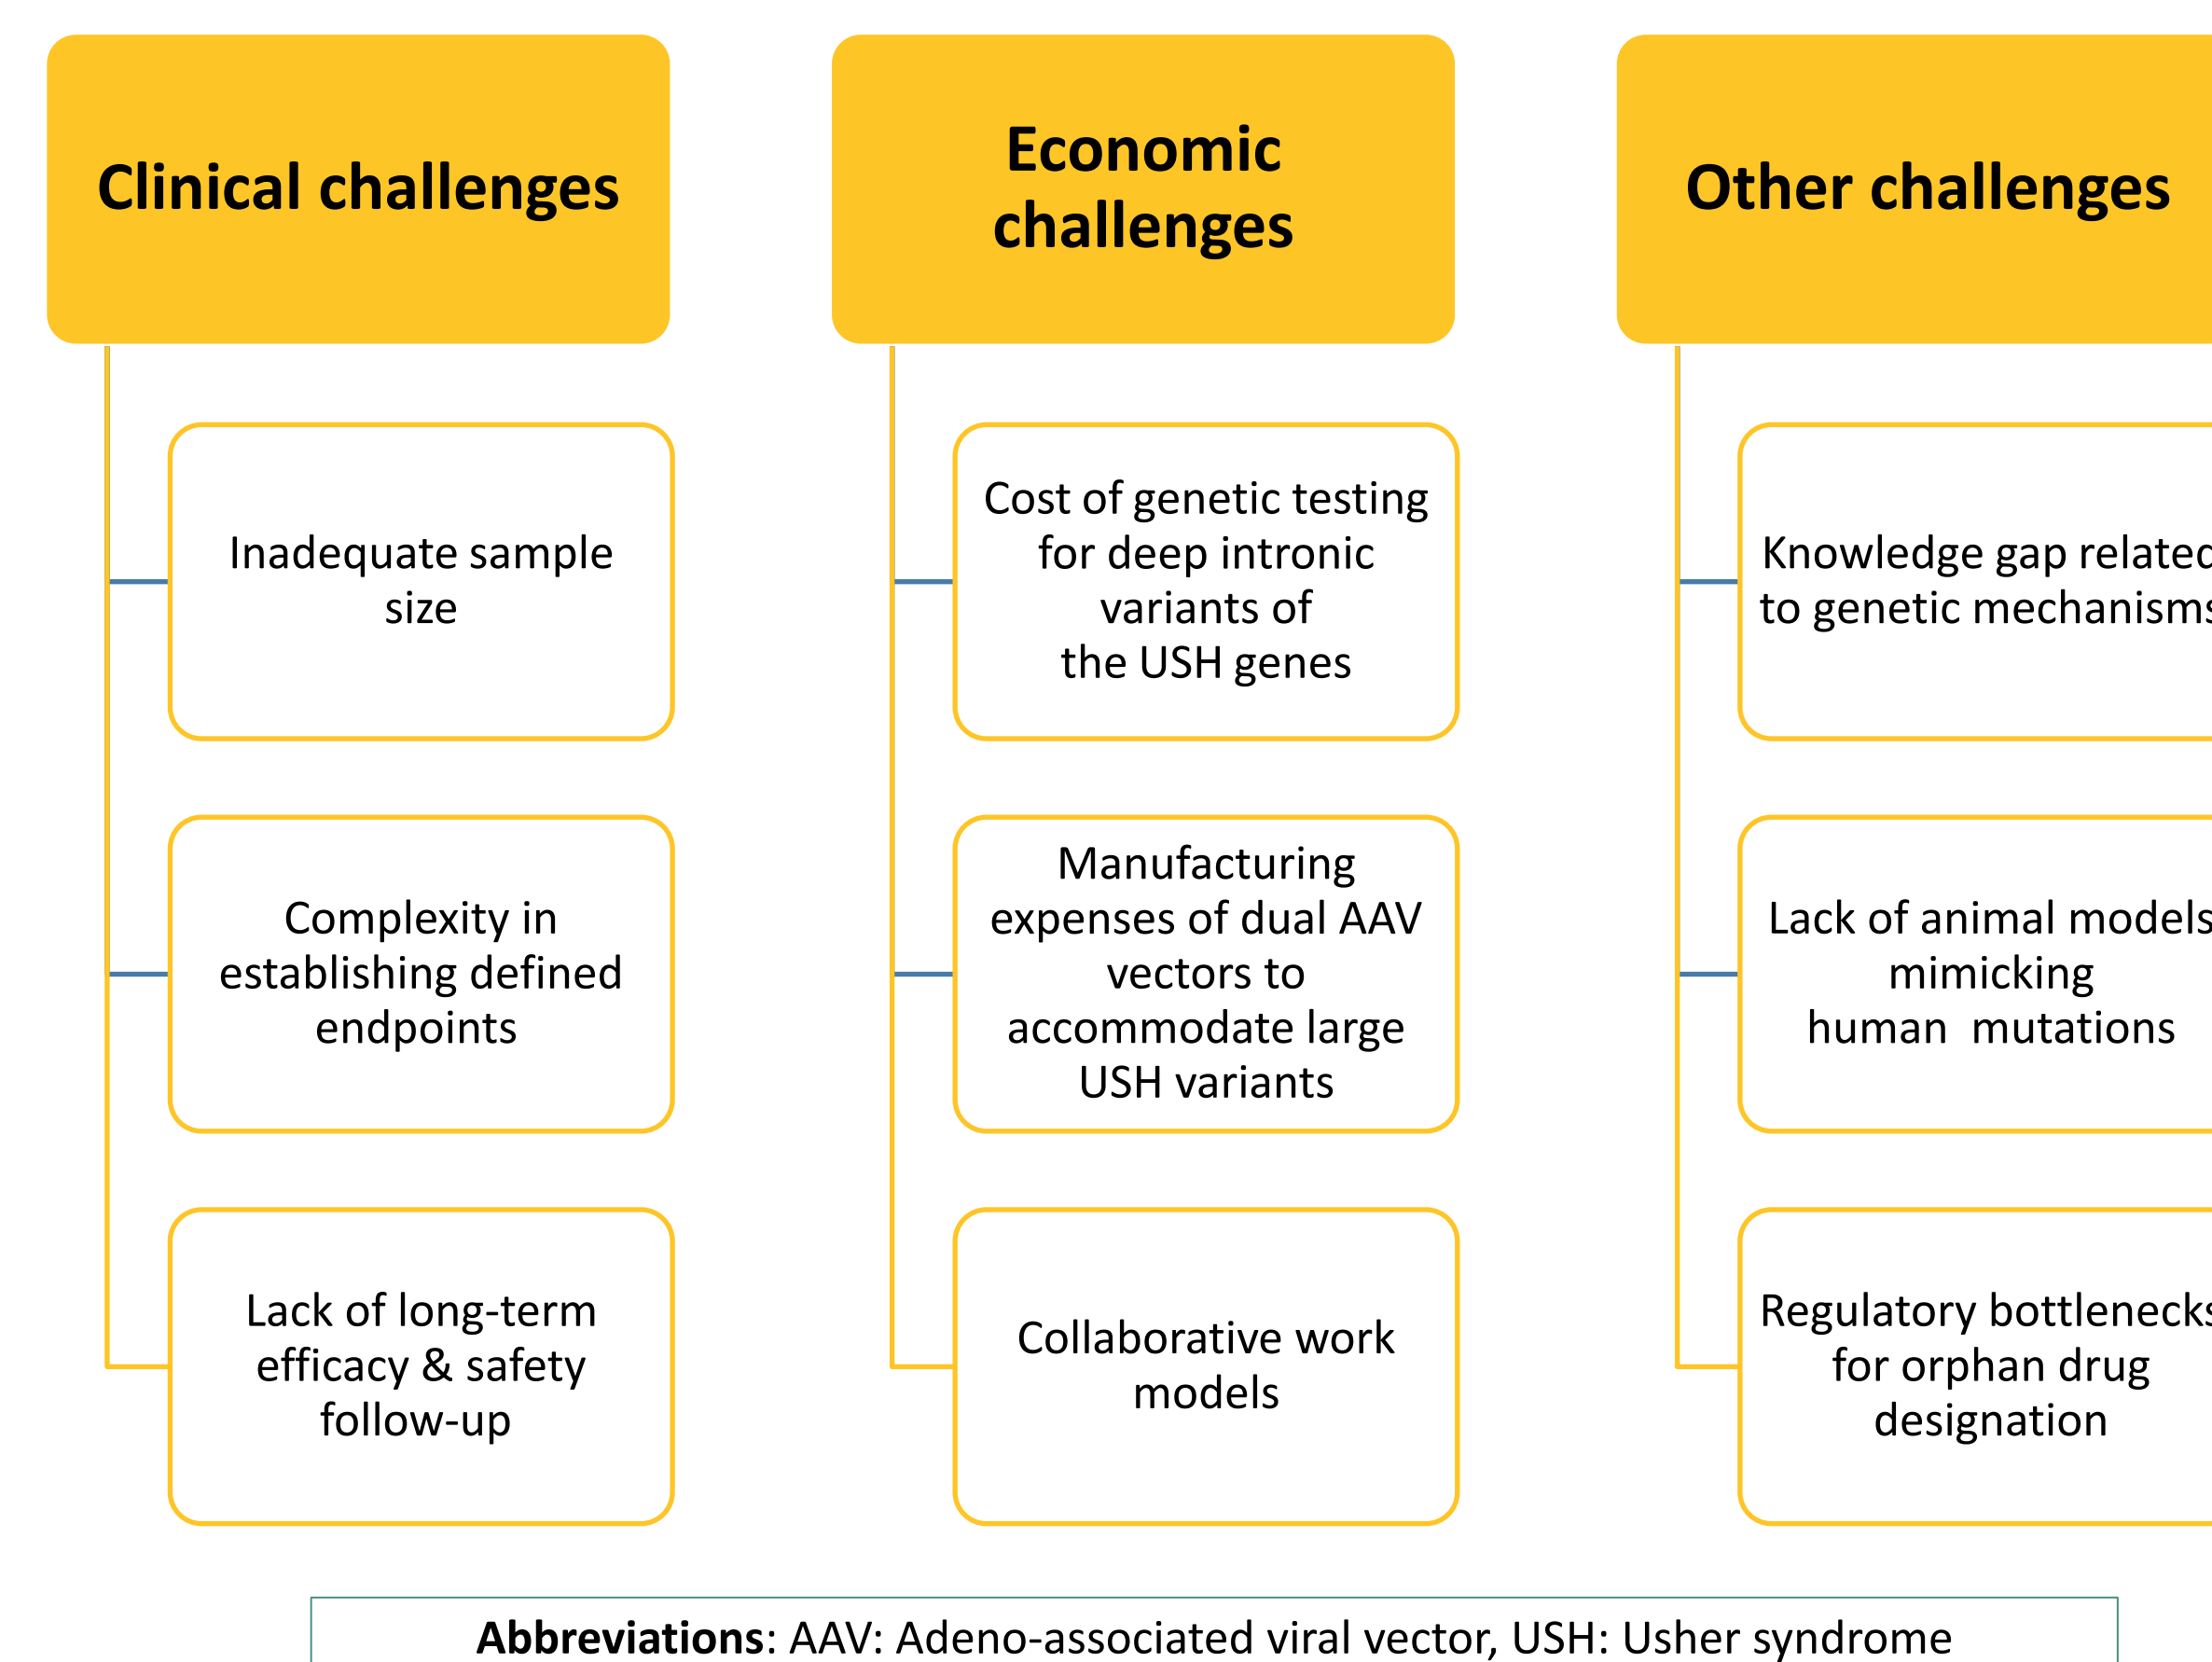 Clinical challenges
Inadequate sample
size
Complexity in
establishing defined
endpoints
Lack of long-term
efficacy & safety
follow-up
Economic
challenges
Cost of genetic testing
for deep intronic
variants of
the USH genes
Manufacturing
expenses of dual AAV
vectors to
accommodate large
USH variants
Collaborative work
models
Other challenges
Knowledge gap related
to genetic mechanisms
Lack of animal models
mimicking
human  mutations
Regulatory bottlenecks
for orphan drug
designation
Abbreviations: AAV: Adeno-associated viral vector, USH: Usher syndrome